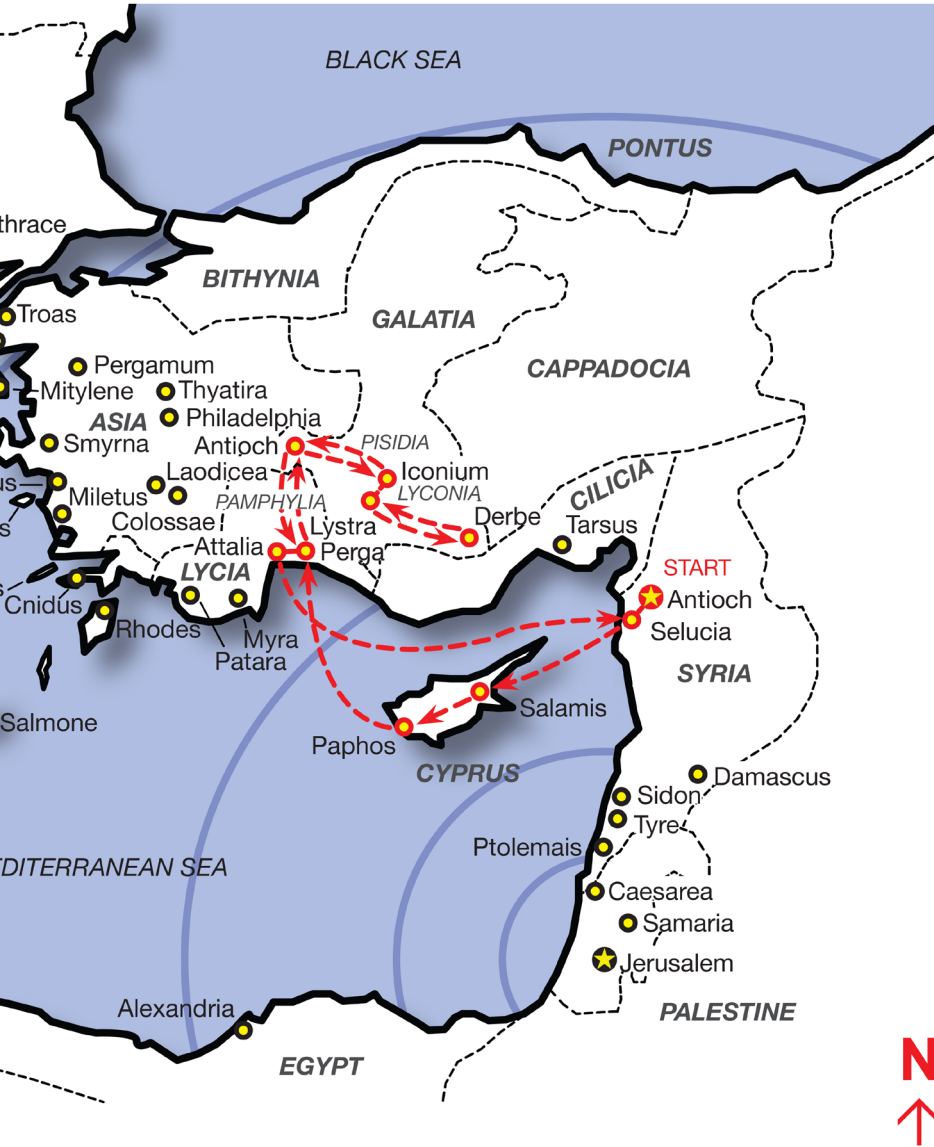 BLACK SEA
PONTUS
thrace
BITHYNIA
Troas
GALATIA
Pergamum
CAPPADOCIA
Mitylene
Thyatira
ASIA
Philadelphia
Smyrna
Antioch
PISIDIA
Laodicea
Iconium
us
Miletus
PAMPHYLIA
LYCONIA
CILICIA
Colossae
Lystra
Derbe
Tarsus
s
Attalia
Perga
LYCIA
START
s
Cnidus
Antioch
Rhodes
Myra
Selucia
Patara
SYRIA
Salmone
Salamis
Paphos
CYPRUS
Damascus
Sidon
Tyre
Ptolemais
EDITERRANEAN SEA
Caesarea
Samaria
Jerusalem
Alexandria
PALESTINE
EGYPT
N